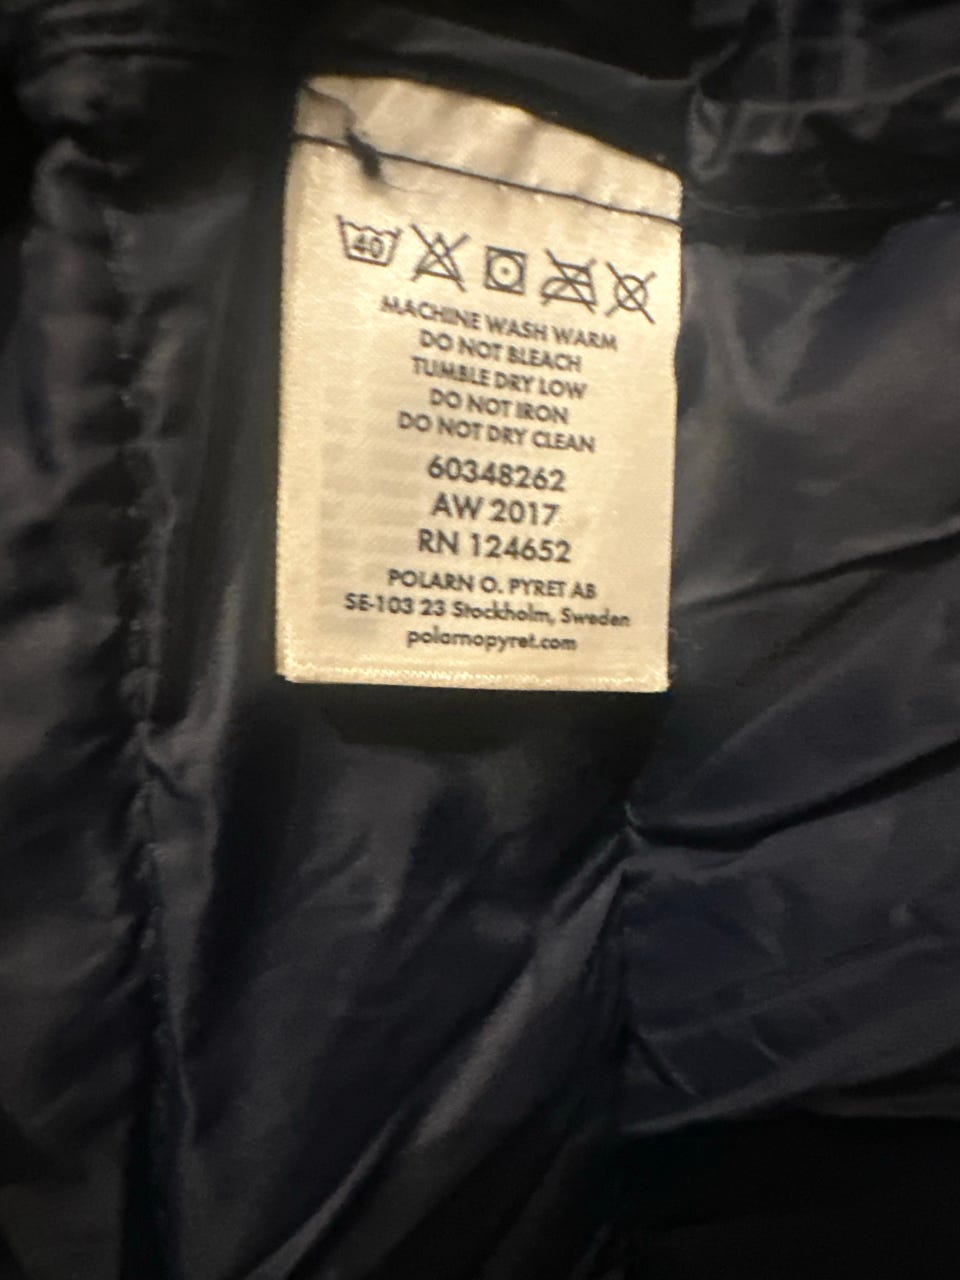 40
MACHINE WASH WARM
DO NOT BLEACH
TUMBLE DRY LOW
DO NOT IRON
DO NOT DRY CLEAN
60348262
AW 2017
RN 124652
POLARN O. PYRET AB
SE-103 23 Stockholm, Sweden
polarnopyret.com